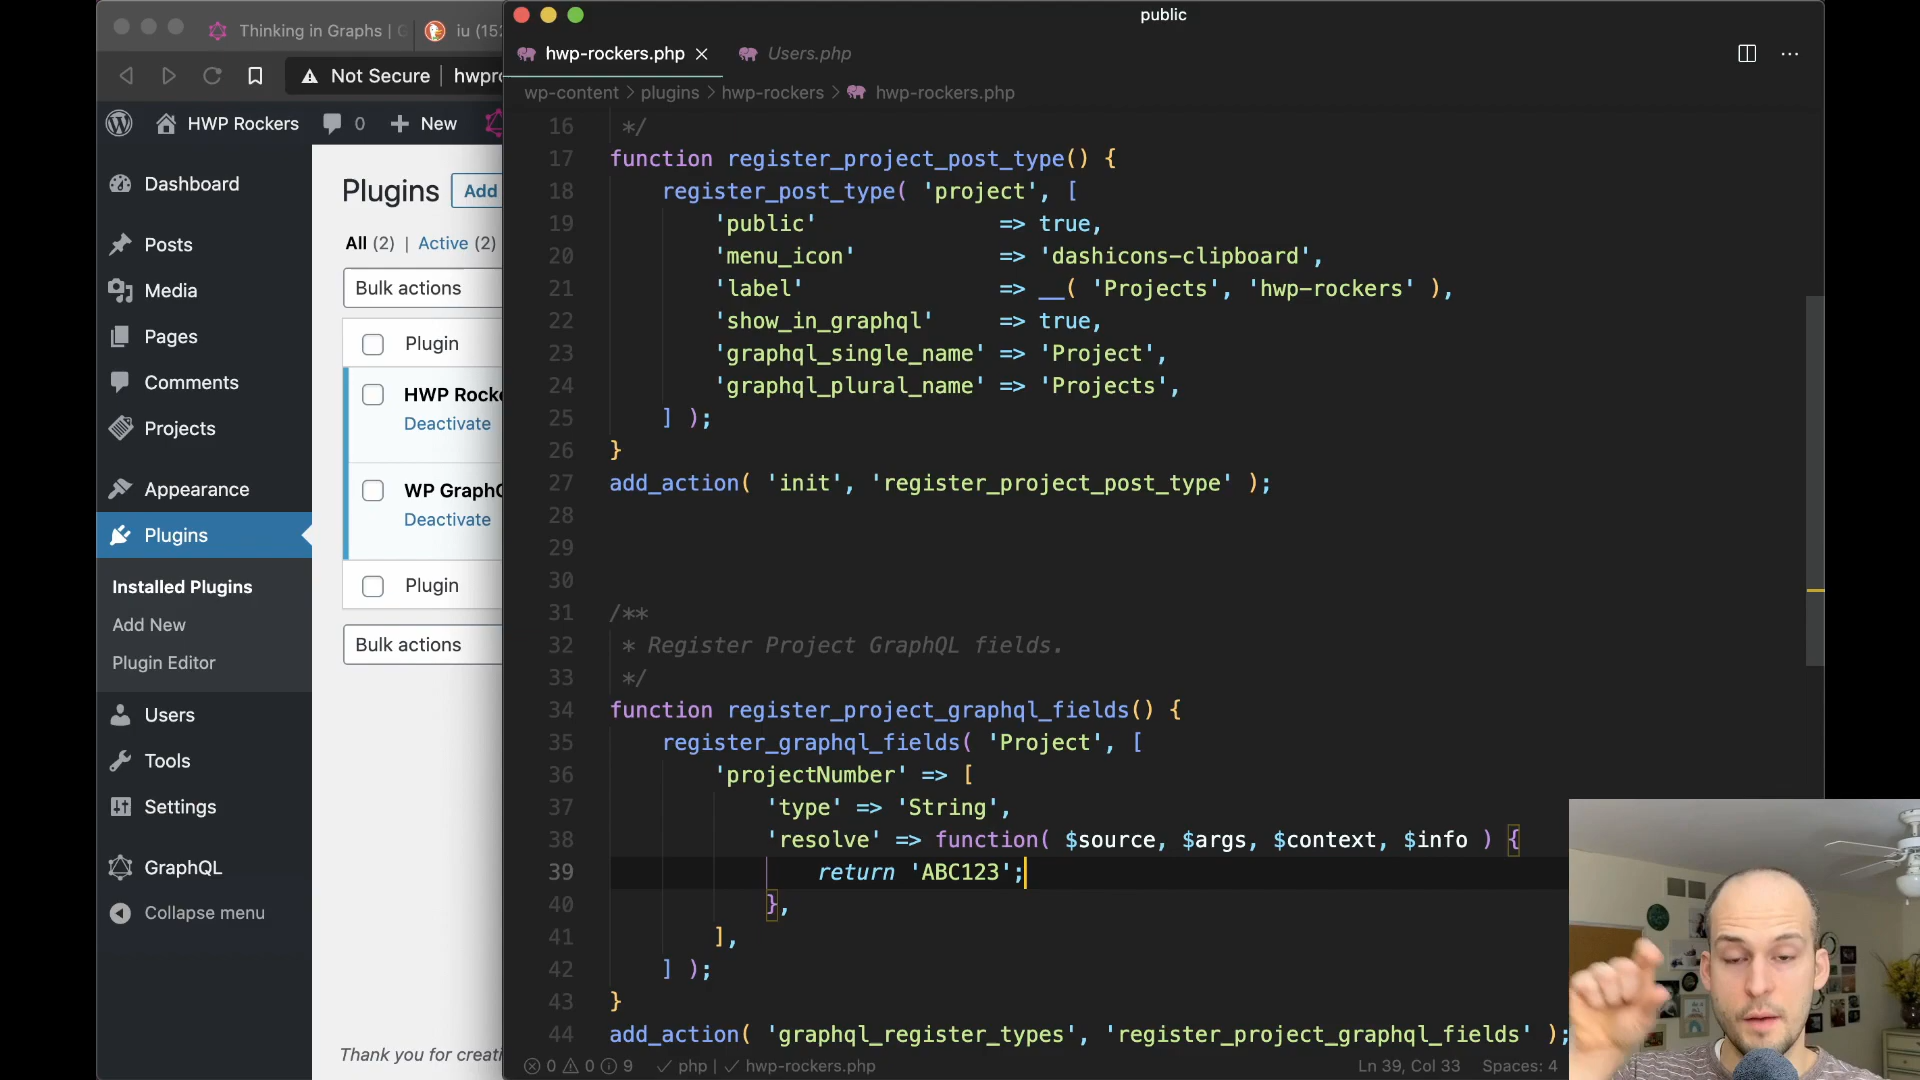 public
Thinking in Graphs |
iu (152
hwp-rockers.php
Users.php
Not Secure
hwpro
wp-content > plugins > hwp-rockers > hwp-rockers.php
HWP Rockers
0
New
Dashboard
Posts
Media
Pages
Comments
Projects
Appearance
Plugins
Installed Plugins
Add New
Plugin Editor
Users
Tools
Settings
GraphQL
Collapse menu
Plugins
Add
All (2) | Active (2)
Bulk actions
Plugin
HWP Rocke
Deactivate
WP GraphQ
Deactivate
Plugin
Bulk actions
Thank you for creati
16 */
17 function register_project_post_type() {
18 register_post_type( 'project', [
19 'public' => true,
20 'menu_icon' => 'dashicons-clipboard',
21 'label' => __( 'Projects', 'hwp-rockers' ),
22 'show_in_graphql' => true,
23 'graphql_single_name' => 'Project',
24 'graphql_plural_name' => 'Projects',
25 ] );
26 }
27 add_action( 'init', 'register_project_post_type' );
28
29
30
31 /**
32 * Register Project GraphQL fields.
33 */
34 function register_project_graphql_fields() {
35 register_graphql_fields( 'Project', [
36 'projectNumber' => [
37 'type' => 'String',
38 'resolve' => function( $source, $args, $context, $info ) {
39 return 'ABC123';
40 },
41 ],
42 ] );
43 }
44 add_action( 'graphql_register_types', 'register_project_graphql_fields' );
0 0 9 php | hwp-rockers.php
Ln 39, Col 33 Spaces: 4